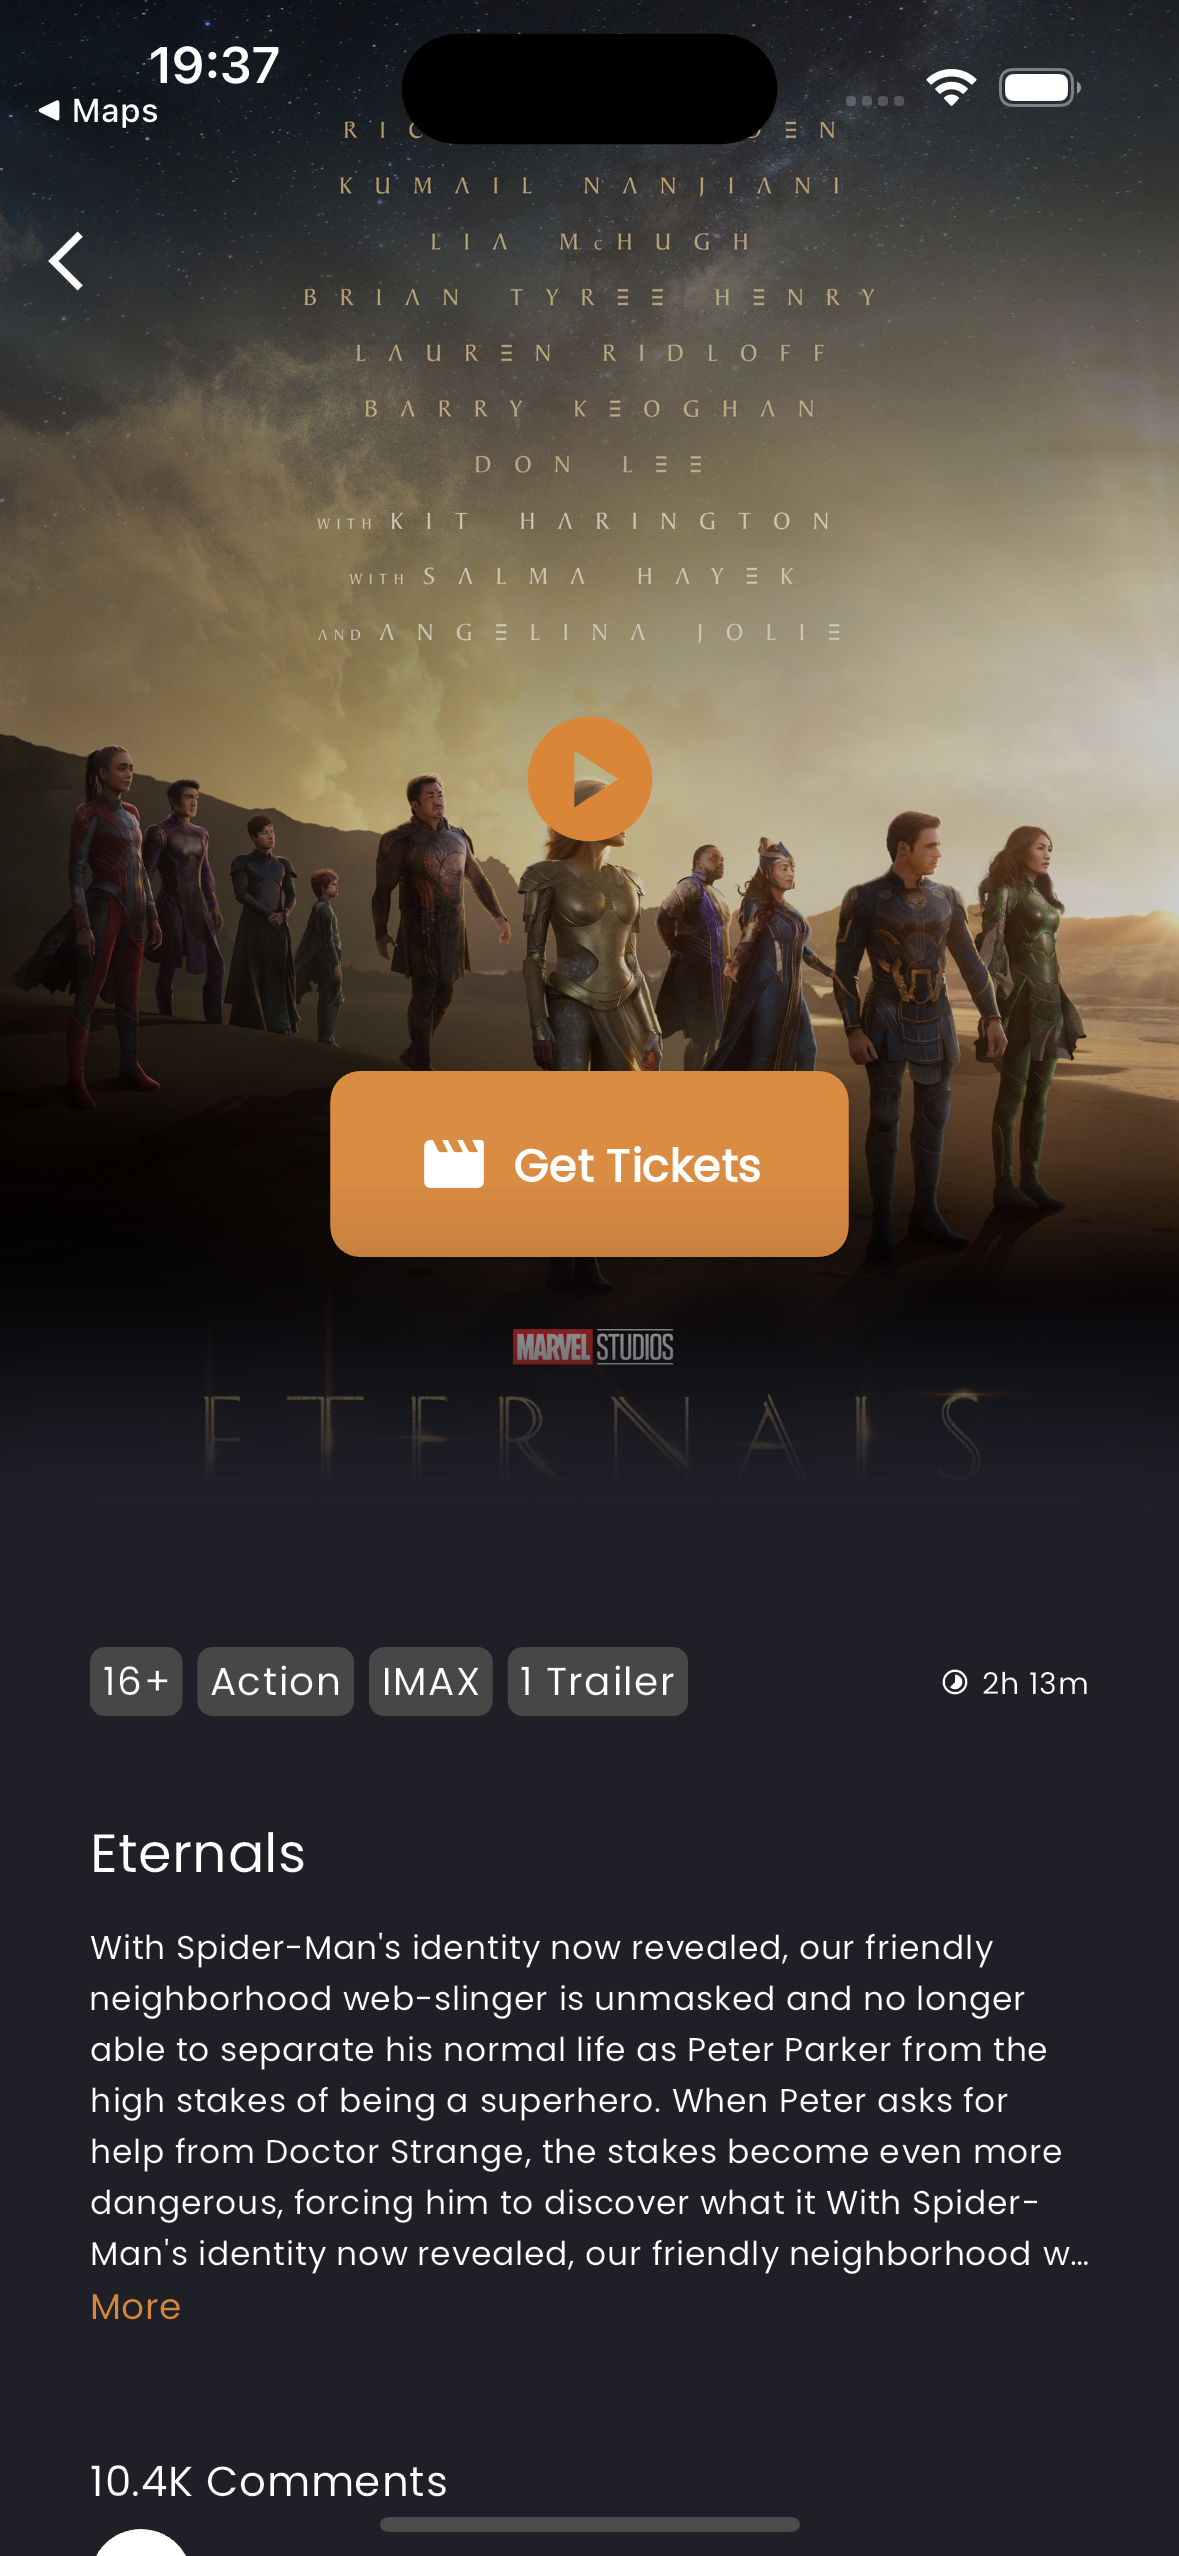 19:37
Maps
KUMAIL NANJIANI
LIA McHUGH
BRIAN TYREE HENRY
LAUREN RIDLOFF
BARRY KEOGHAN
DON LEE
WITH KIT HARINGTON
WITH SALMA HAYEK
AND ANGELINA JOLIE
Get Tickets
MARVEL STUDIOS
ETERNALS
16+ Action IMAX 1 Trailer 2h 13m
Eternals
With Spider-Man's identity now revealed, our friendly
neighborhood web-slinger is unmasked and no longer
able to separate his normal life as Peter Parker from the
high stakes of being a superhero. When Peter asks for
help from Doctor Strange, the stakes become even more
dangerous, forcing him to discover what it With Spider-
Man's identity now revealed, our friendly neighborhood w...
More
10.4K Comments